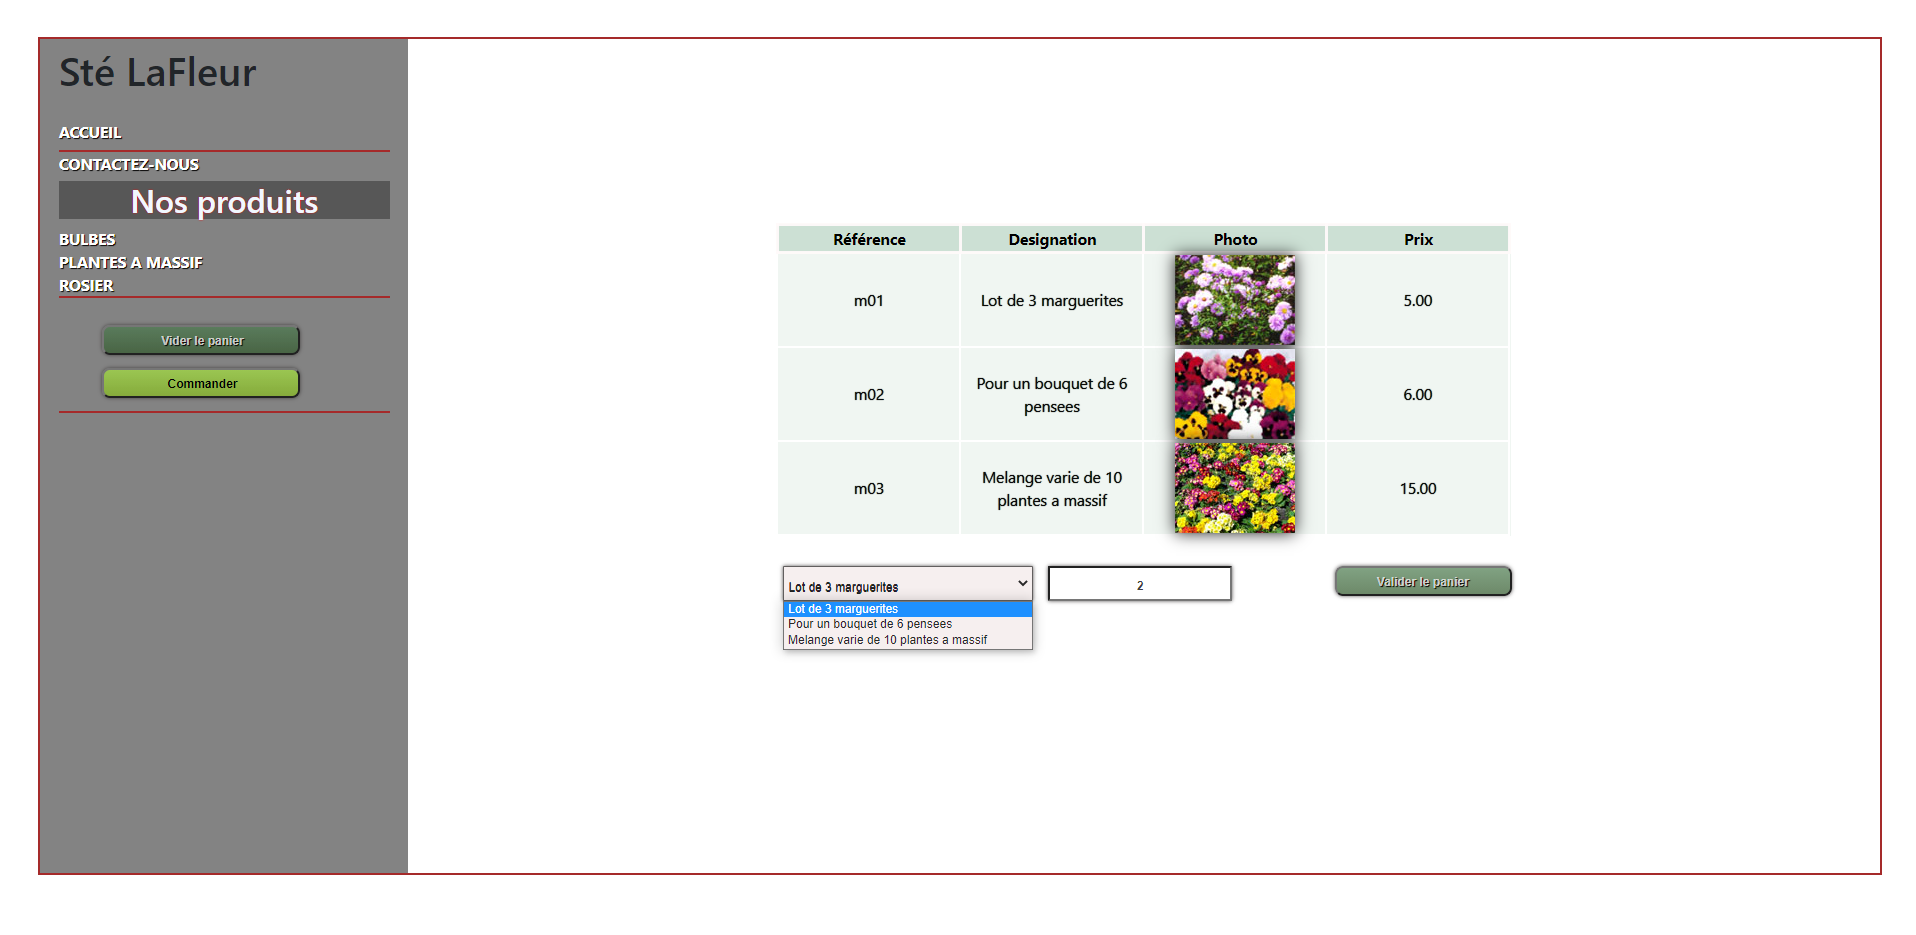 Sté LaFleur
ACCUEIL
CONTACTEZ-NOUS
Nos produits
BULBES
PLANTES A MASSIF
ROSIER
Vider le panier
Commander
Référence Designation Photo Prix
m01 Lot de 3 marguerites 5.00
m02 Pour un bouquet de 6 pensees 6.00
m03 Melange varie de 10 plantes a massif 15.00
Lot de 3 marguerites 2 Valider le panier
Lot de 3 marguerites
Pour un bouquet de 6 pensees
Melange varie de 10 plantes a massif